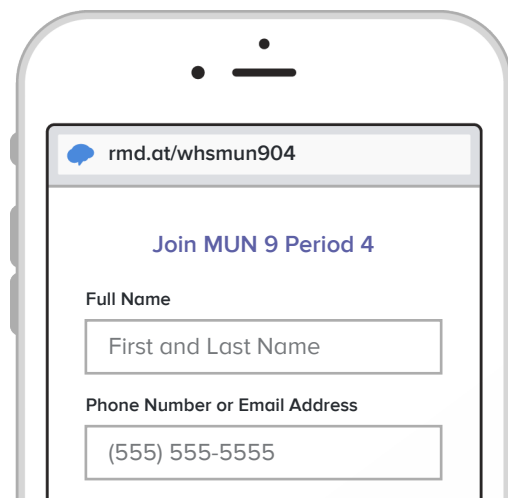 rmd.at/whsmun904
Join MUN 9 Period 4
Full Name
First and Last Name
Phone Number or Email Address
(555) 555-5555